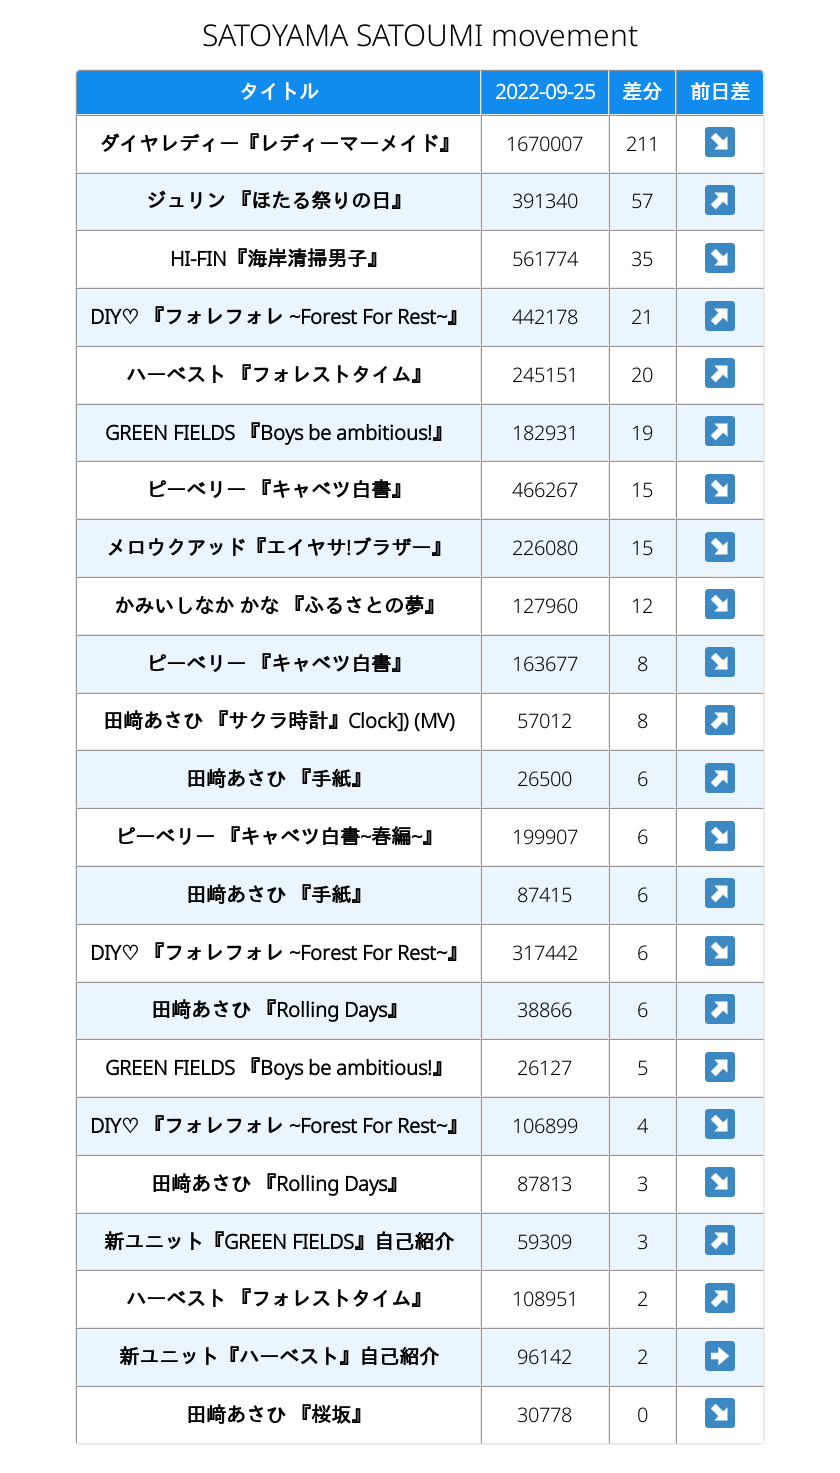 SATOYAMA SATOUMI movement
タイトル 2022-09-25 差分 前日差
ダイヤレディー『レディーマーメイド』 1670007 211
ジュリン 『ほたる祭りの日』 391340 57
HI-FIN『海岸清掃男子』 561774 35
DIY♡ 『フォレフォレ ~Forest For Rest~』 442178 21
ハーベスト 『フォレストタイム』 245151 20
GREEN FIELDS 『Boys be ambitious!』 182931 19
ピーベリー 『キャベツ白書』 466267 15
メロウクアッド『エイヤサ!ブラザー』 226080 15
かみいしなか かな 『ふるさとの夢』 127960 12
ピーベリー 『キャベツ白書』 163677 8
田﨑あさひ 『サクラ時計』Clock]) (MV) 57012 8
田﨑あさひ 『手紙』 26500 6
ピーベリー 『キャベツ白書~春編~』 199907 6
田﨑あさひ 『手紙』 87415 6
DIY♡ 『フォレフォレ ~Forest For Rest~』 317442 6
田﨑あさひ 『Rolling Days』 38866 6
GREEN FIELDS 『Boys be ambitious!』 26127 5
DIY♡ 『フォレフォレ ~Forest For Rest~』 106899 4
田﨑あさひ 『Rolling Days』 87813 3
新ユニット『GREEN FIELDS』自己紹介 59309 3
ハーベスト 『フォレストタイム』 108951 2
新ユニット『ハーベスト』自己紹介 96142 2
田﨑あさひ 『桜坂』 30778 0